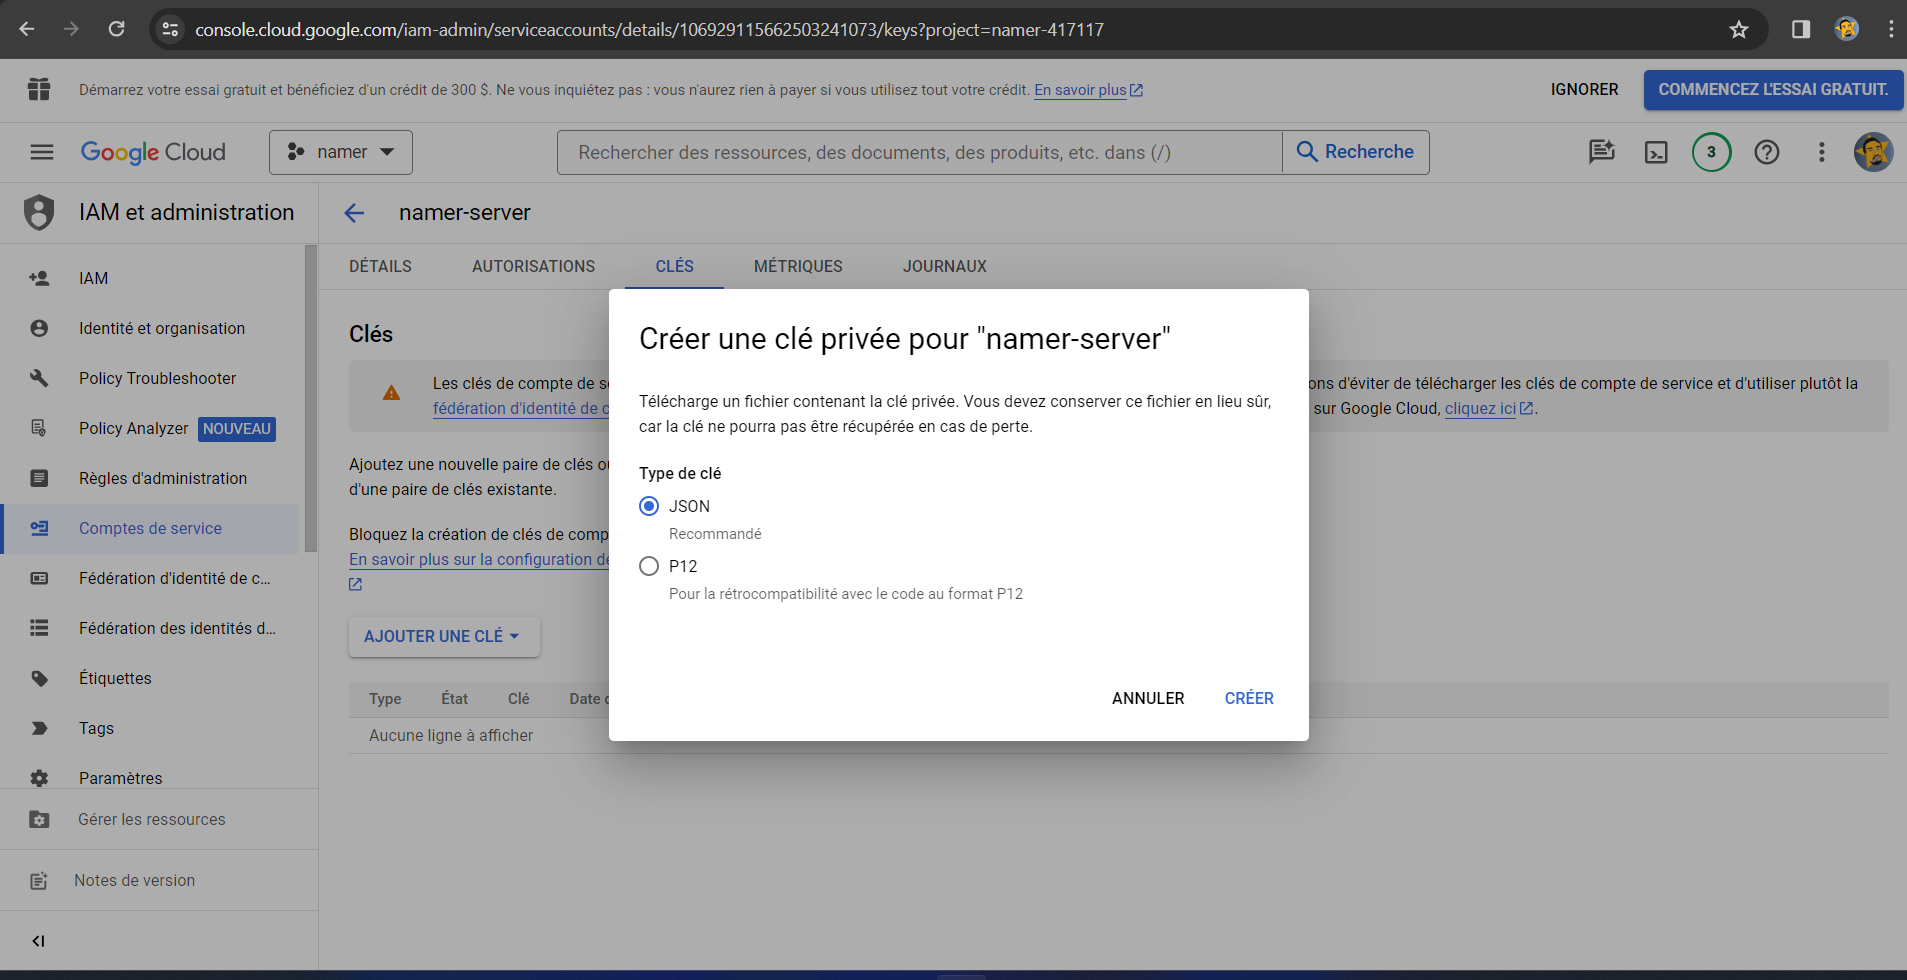 console.cloud.google.com/iam-admin/serviceaccounts/details/106929115662503241073/keys?project=namer-417117
Démarrez votre essai gratuit et bénéficiez d'un crédit de 300 $. Ne vous inquiétez pas : vous n'aurez rien à payer si vous utilisez tout votre crédit. En savoir plus
IGNORER
COMMENCEZ L'ESSAI GRATUIT.
Google Cloud
namer
Rechercher des ressources, des documents, des produits, etc. dans (/)
Recherche
3
IAM et administration
namer-server
DÉTAILS
AUTORISATIONS
CLÉS
MÉTRIQUES
JOURNAUX
IAM
Identité et organisation
Policy Troubleshooter
Policy Analyzer NOUVEAU
Règles d'administration
Comptes de service
Fédération d'identité de c...
Fédération des identités d...
Étiquettes
Tags
Paramètres
Gérer les ressources
Notes de version
Clés
Les clés de compte de s
ons d'éviter de télécharger les clés de compte de service et d'utiliser plutôt la
fédération d'identité de c
sur Google Cloud, cliquez ici.
Ajoutez une nouvelle paire de clés o
d'une paire de clés existante.
Bloquez la création de clés de comp
En savoir plus sur la configuration de
AJOUTER UNE CLÉ
Type État Clé Date
Aucune ligne à afficher
Créer une clé privée pour "namer-server"
Télécharge un fichier contenant la clé privée. Vous devez conserver ce fichier en lieu sûr,
car la clé ne pourra pas être récupérée en cas de perte.
Type de clé
JSON
Recommandé
P12
Pour la rétrocompatibilité avec le code au format P12
ANNULER
CRÉER